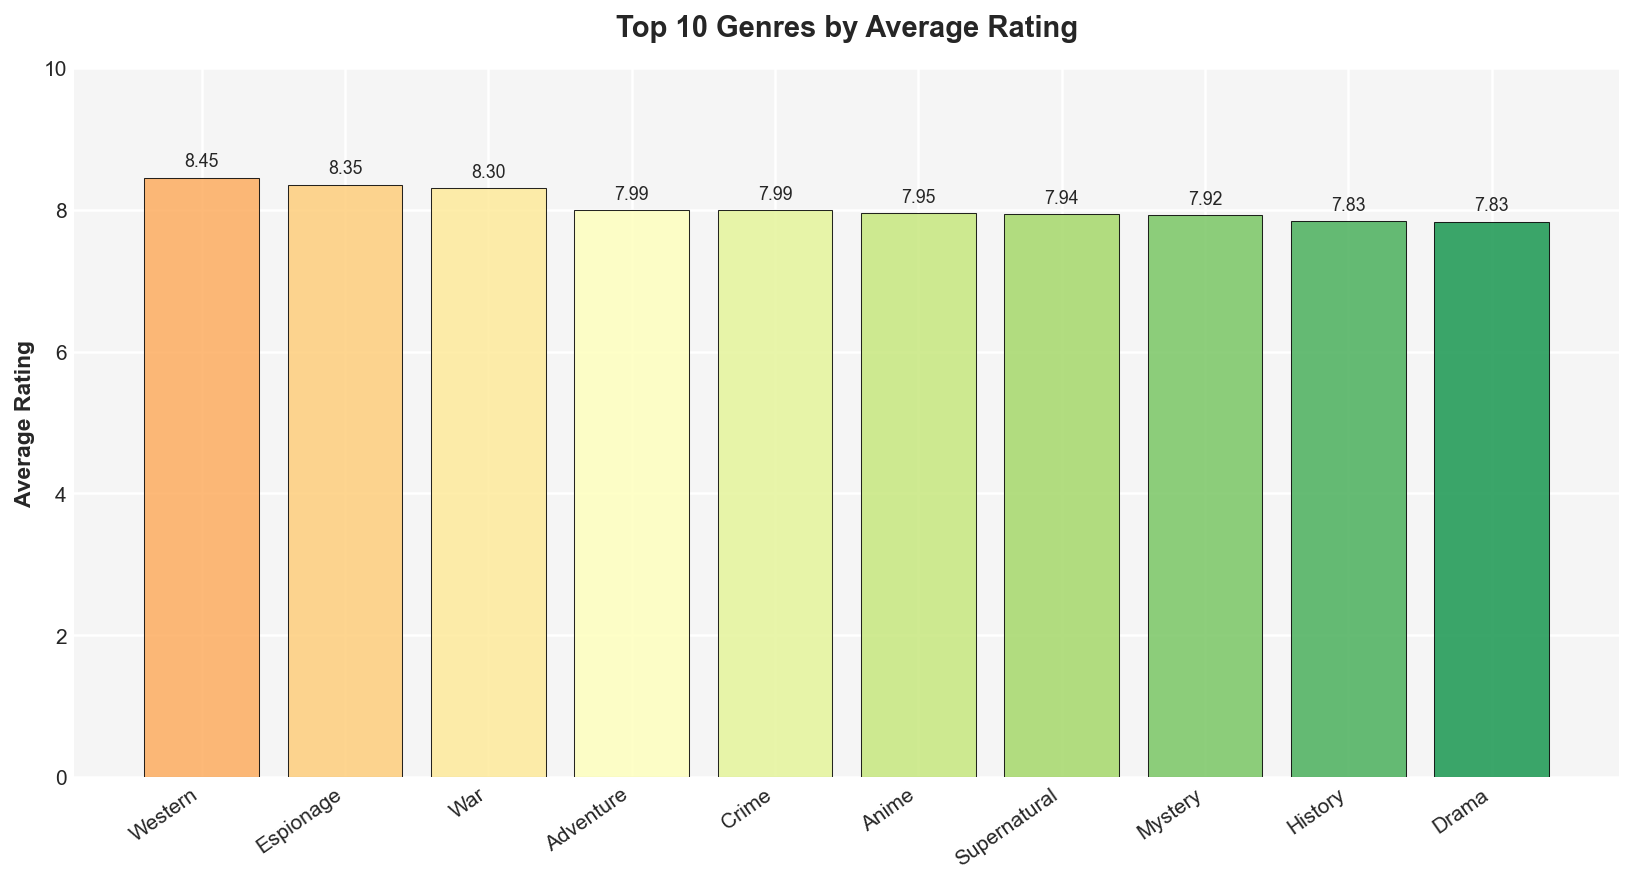 Top 10 Genres by Average Rating
Average Rating
10
8
6
4
2
0
8.45
8.35
8.30
7.99
7.99
7.95
7.94
7.92
7.83
7.83
Western
Espionage
War
Adventure
Crime
Anime
Supernatural
Mystery
History
Drama